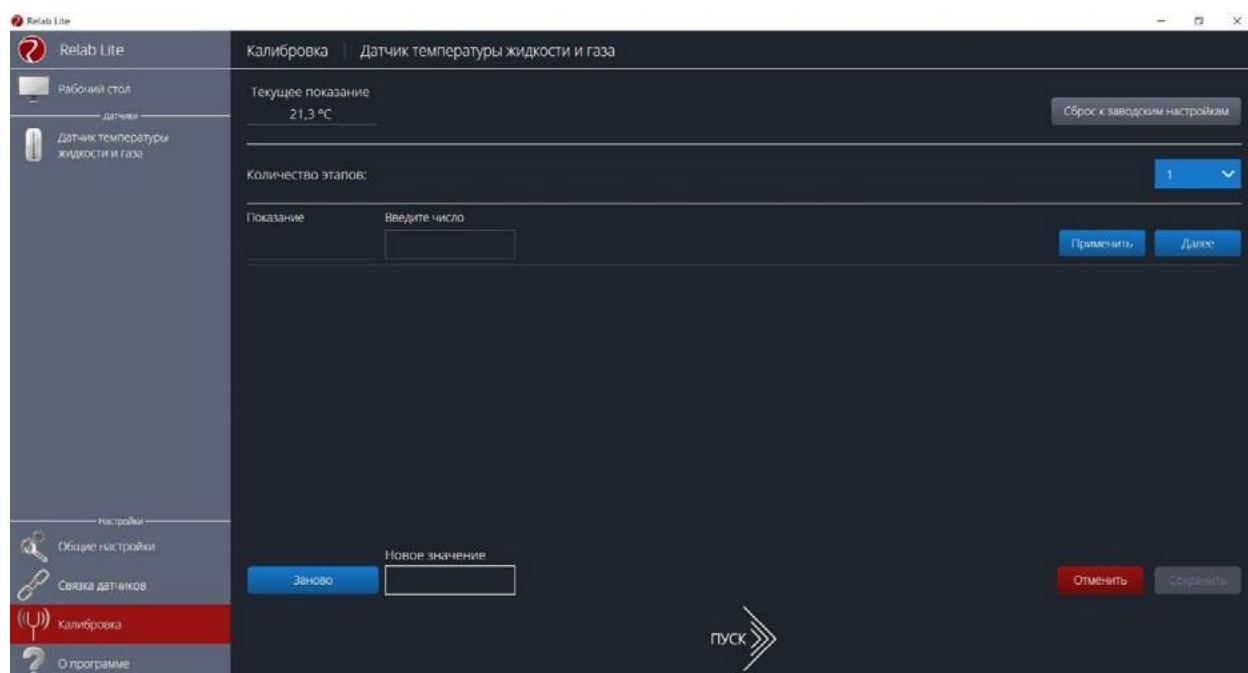 Relab Lite
Relab Lite
Рабочий стол
Датчики
Датчик температуры
жидкости и газа
Настройки
Общие настройки
Связка датчиков
Калибровка
О программе
Калибровка | Датчик температуры жидкости и газа
Текущее показание
21,3 °C
Сброс к заводским настройкам
Количество этапов:
1
Показание
Введите число
Применить
Далее
Новое значение
Заново
Отменить
Сохранить
ПУСК